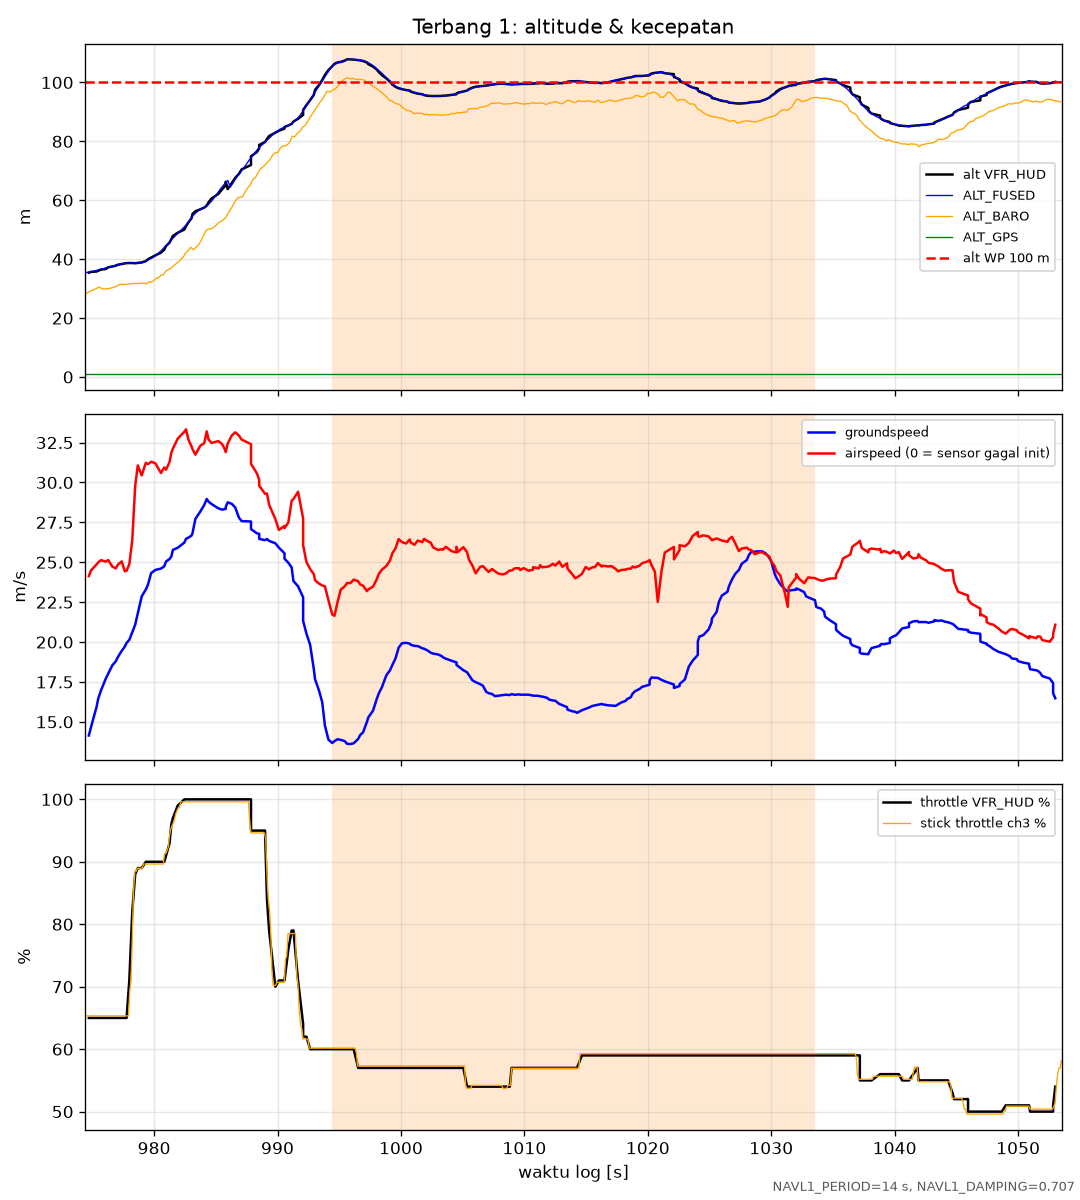 Terbang 1: altitude & kecepatan
100
80
60
40
20
0
m
alt VFR_HUD
ALT_FUSED
ALT_BARO
ALT_GPS
alt WP 100 m
32.5
30.0
27.5
25.0
22.5
20.0
17.5
15.0
m/s
groundspeed
airspeed (0 = sensor gagal init)
100
90
80
70
60
50
%
throttle VFR_HUD %
stick throttle ch3 %
980 990 1000 1010 1020 1030 1040 1050
waktu log [s]
NAVL1_PERIOD=14 s, NAVL1_DAMPING=0.707